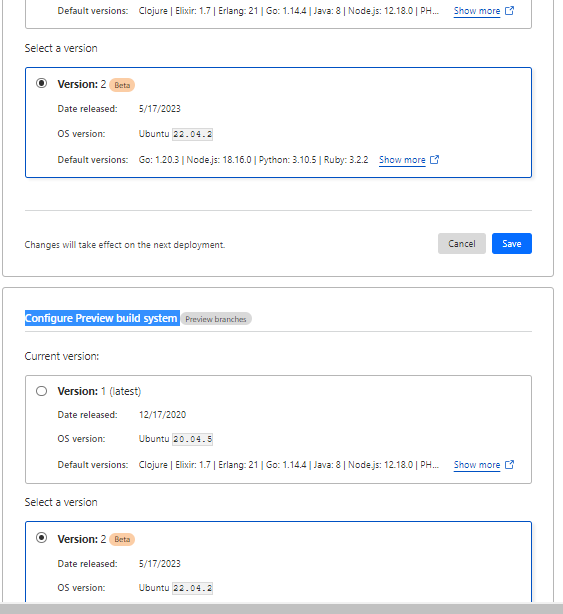 Default versions: Clojure | Elixir: 1.7 | Erlang: 21 | Go: 1.14.4 | Java: 8 | Node.js: 12.18.0 | PH... Show more
Select a version
Version: 2 Beta
Date released: 5/17/2023
OS version: Ubuntu 22.04.2
Default versions: Go: 1.20.3 | Node.js: 18.16.0 | Python: 3.10.5 | Ruby: 3.2.2 Show more
Changes will take effect on the next deployment. Cancel Save
Configure Preview build system Preview branches
Current version:
Version: 1 (latest)
Date released: 12/17/2020
OS version: Ubuntu 20.04.5
Default versions: Clojure | Elixir: 1.7 | Erlang: 21 | Go: 1.14.4 | Java: 8 | Node.js: 12.18.0 | PH... Show more
Select a version
Version: 2 Beta
Date released: 5/17/2023
OS version: Ubuntu 22.04.2